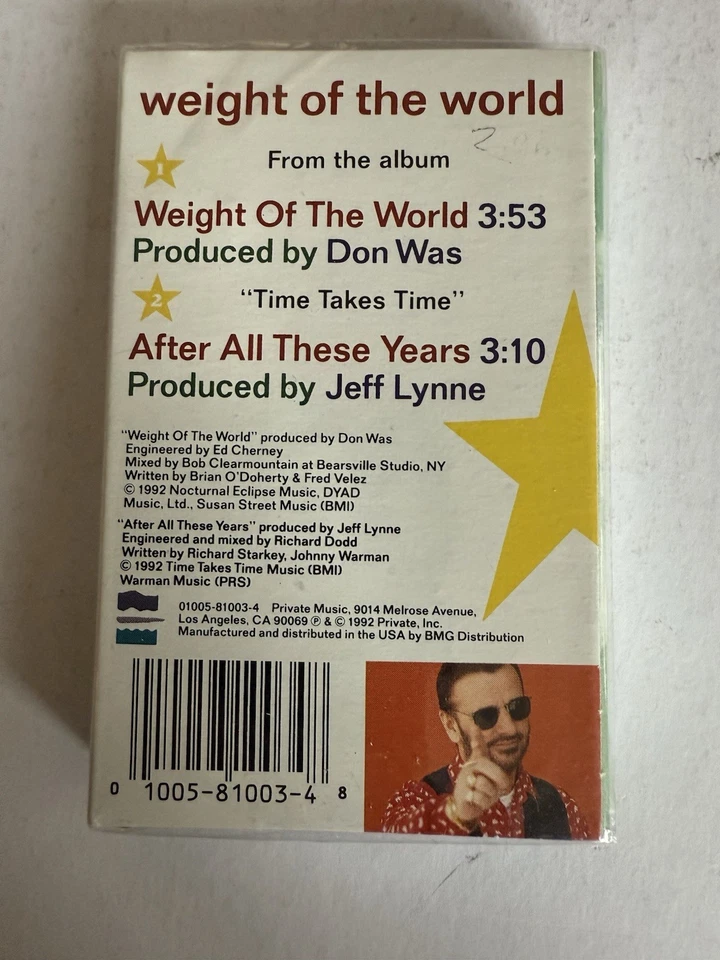 weight of the world
1 From the album
Weight Of The World 3:53
Produced by Don Was
2 “Time Takes Time”
After All These Years 3:10
Produced by Jeff Lynne
“Weight Of The World” produced by Don Was
Engineered by Ed Cherney
Mixed by Bob Clearmountain at Bearsville Studio, NY
Written by Brian O’Doherty & Fred Velez
© 1992 Nocturnal Eclipse Music, DYAD
Music, Ltd., Susan Street Music (BMI)
“After All These Years” produced by Jeff Lynne
Engineered and mixed by Richard Dodd
Written by Richard Starkey, Johnny Warman
© 1992 Time Takes Time Music (BMI)
Warman Music (PRS)
01005-81003-4 Private Music, 9014 Melrose Avenue,
Los Angeles, CA 90069 ℗ & © 1992 Private, Inc.
Manufactured and distributed in the USA by BMG Distribution
0 1005-81003-4 8